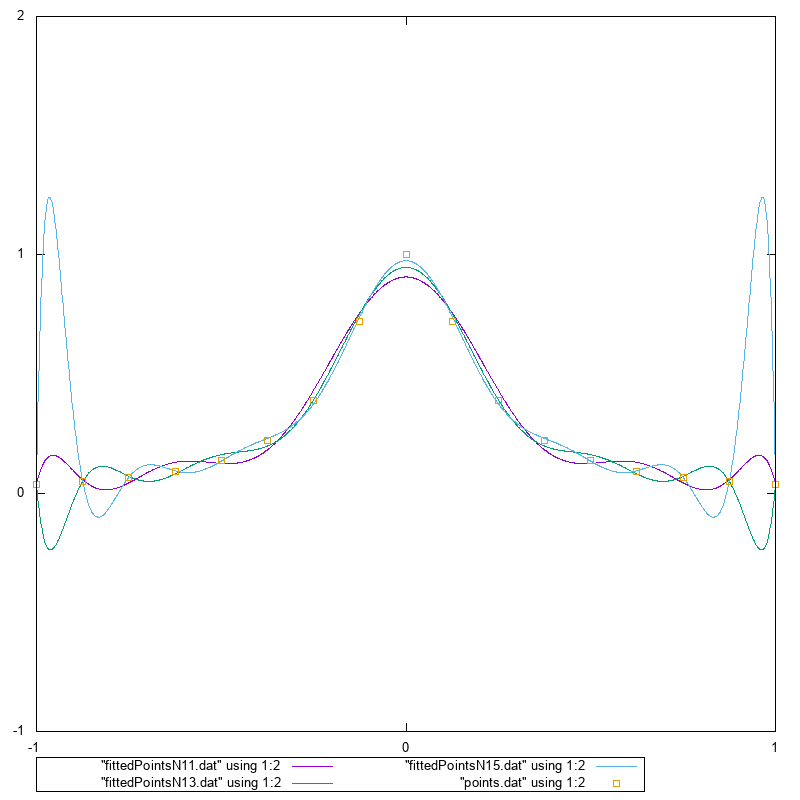 2
1
0
-1
-1 0 1
"fittedPointsN11.dat" using 1:2 "fittedPointsN15.dat" using 1:2
"fittedPointsN13.dat" using 1:2 "points.dat" using 1:2